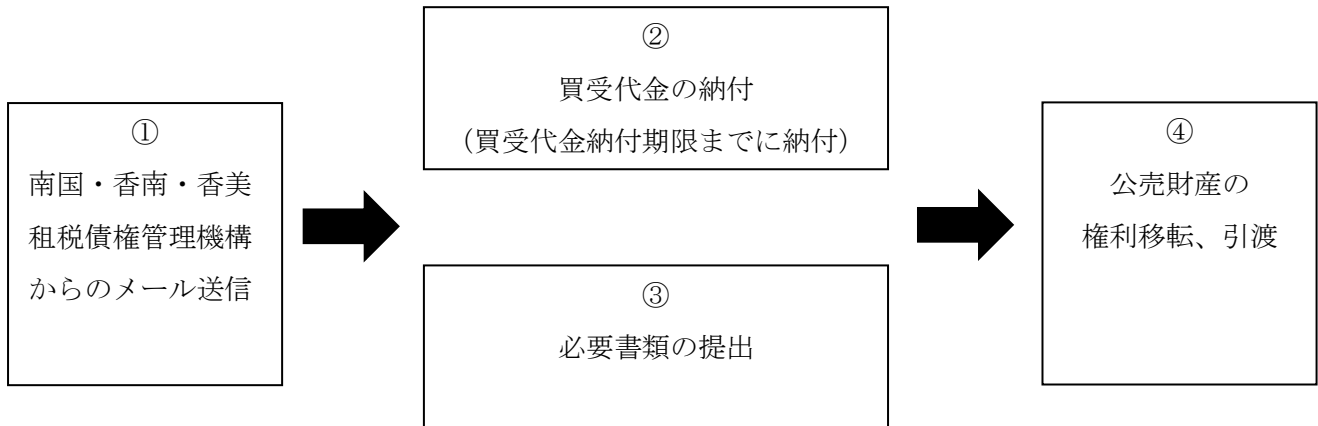 ①
南国・香南・香美
租税債権管理機構
からのメール送信
②
買受代金の納付
（買受代金納付期限までに納付）
③
必要書類の提出
④
公売財産の
権利移転、引渡